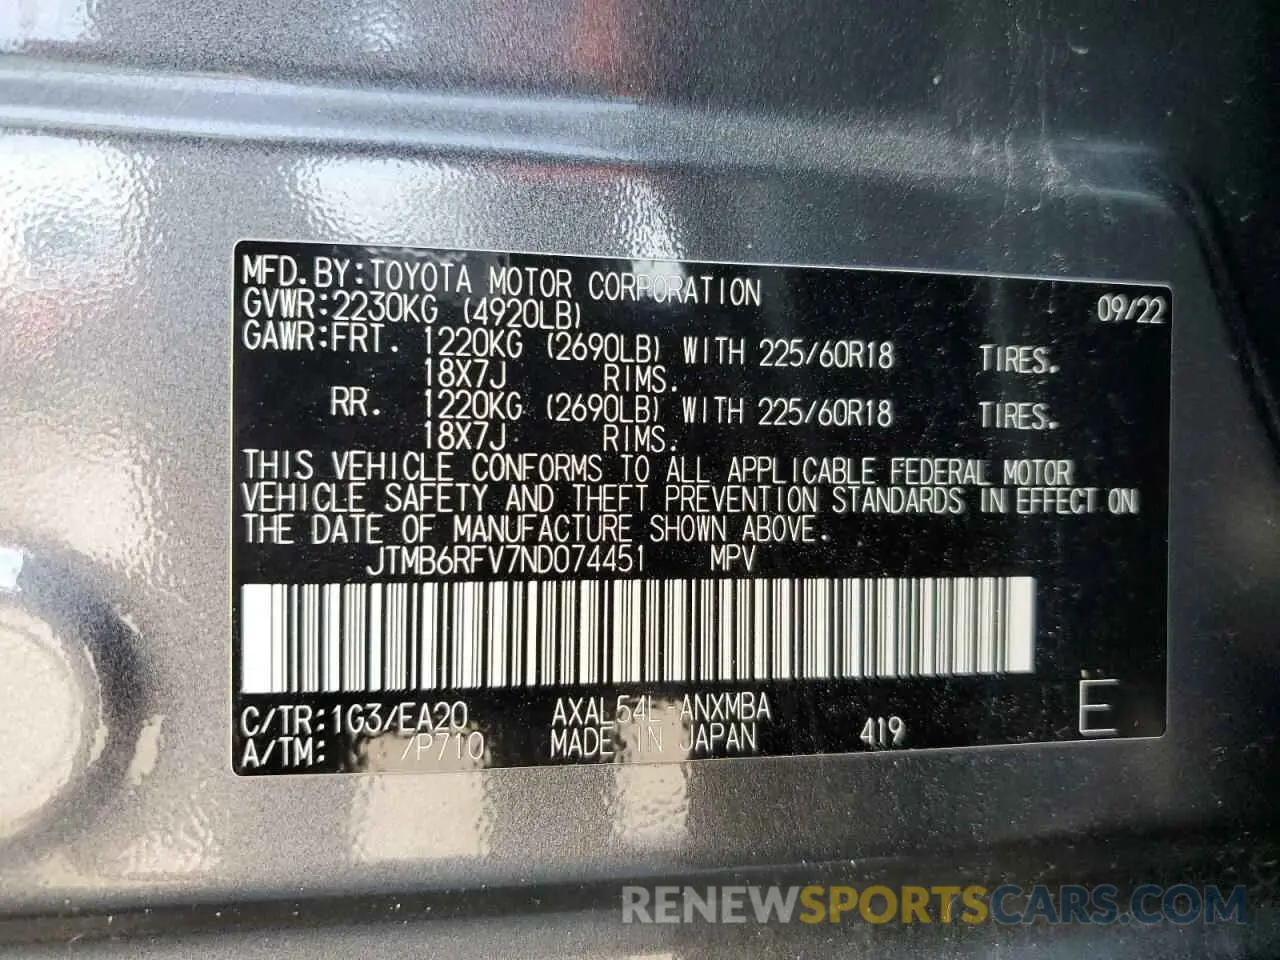 MFD.BY:TOYOTA MOTOR CORPORATION 09/22
GVWR:2230KG (4920LB)
GAWR:FRT. 1220KG (2690LB) WITH 225/60R18 TIRES.
18X7J RIMS.
RR. 1220KG (2690LB) WITH 225/60R18 TIRES.
18X7J RIMS.
THIS VEHICLE CONFORMS TO ALL APPLICABLE FEDERAL MOTOR
VEHICLE SAFETY AND THEFT PREVENTION STANDARDS IN EFFECT ON
THE DATE OF MANUFACTURE SHOWN ABOVE.
JTMB6RFV7ND074451 MPV
C/TR:1G3/EA20 AXAL54L ANXMBA
A/TM: /P710 MADE IN JAPAN 419 E
RENEWSPORTSCARS.COM